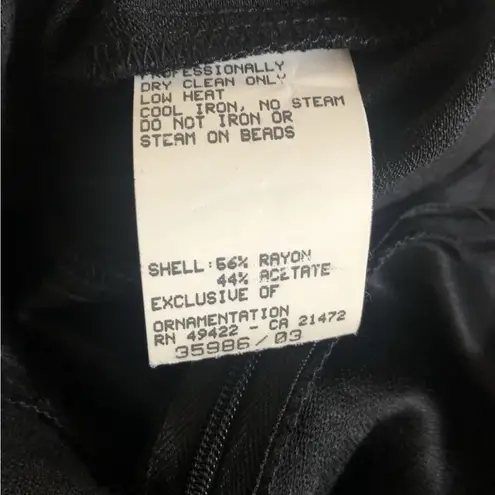 PROFESSIONALLY
DRY CLEAN ONLY
LOW HEAT
COOL IRON, NO STEAM
DO NOT IRON OR
STEAM ON BEADS
SHELL: 56% RAYON
44% ACETATE
EXCLUSIVE OF
ORNAMENTATION
RN 49422 - CA 21472
35986/03